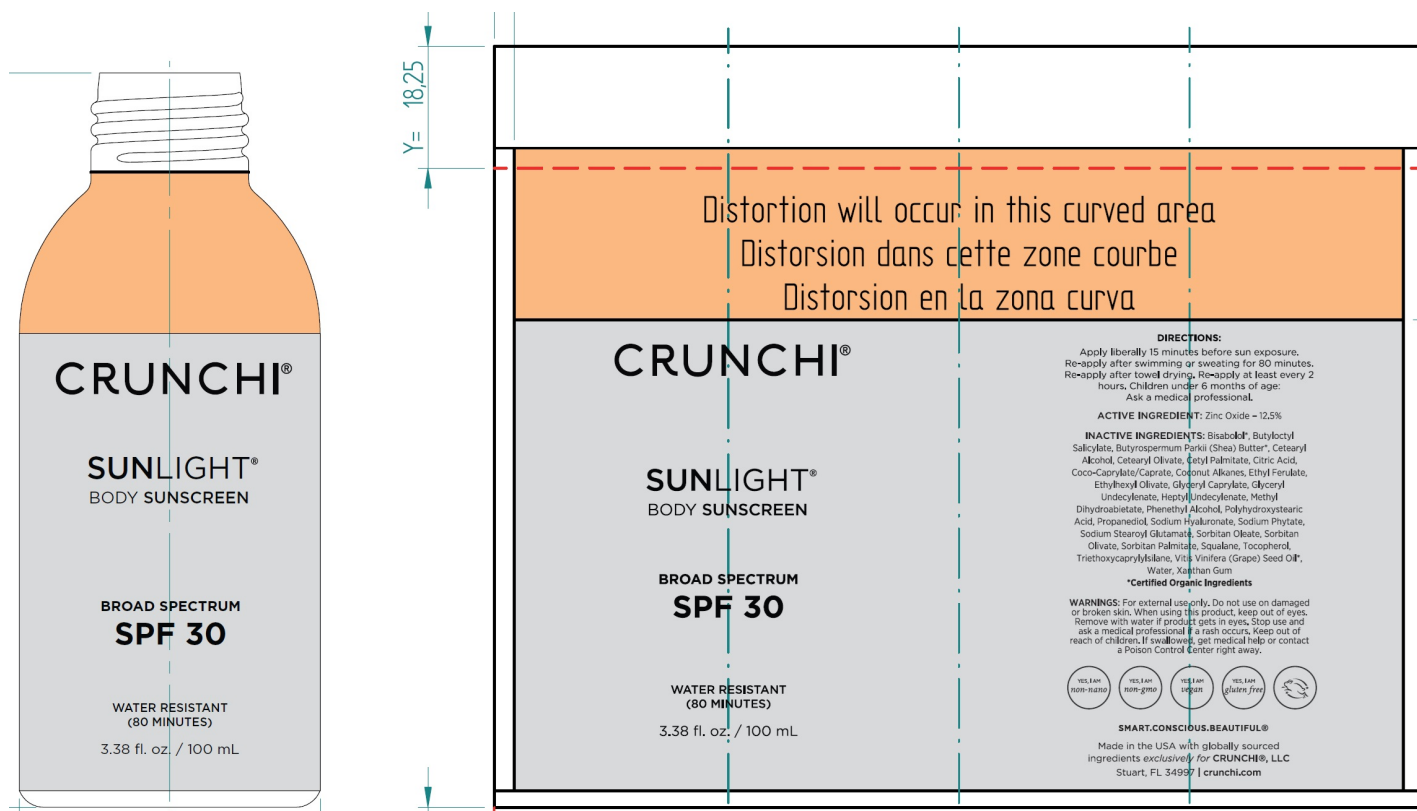 CRUNCHI®
SUNLIGHT®
BODY SUNSCREEN
BROAD SPECTRUM
SPF 30
WATER RESISTANT
(80 MINUTES)
3.38 fl. oz. / 100 mL
Y= 18,25
Distortion will occur in this curved area
Distorsion dans cette zone courbe
Distorsion en la zona curva
CRUNCHI®
SUNLIGHT®
BODY SUNSCREEN
BROAD SPECTRUM
SPF 30
WATER RESISTANT
(80 MINUTES)
3.38 fl. oz. / 100 mL
DIRECTIONS:
Apply liberally 15 minutes before sun exposure.
Re-apply after swimming or sweating for 80 minutes.
Re-apply after towel drying. Re-apply at least every 2
hours. Children under 6 months of age:
Ask a medical professional.
ACTIVE INGREDIENT: Zinc Oxide – 12.5%
INACTIVE INGREDIENTS: Bisabolol*, Butyloctyl
Salicylate, Butyrospermum Parkii (Shea) Butter*, Cetearyl
Alcohol, Cetearyl Olivate, Cetyl Palmitate, Citric Acid,
Coco-Caprylate/Caprate, Coconut Alkanes, Ethyl Ferulate,
Ethylhexyl Olivate, Glyceryl Caprylate, Glyceryl
Undecylenate, Heptyl Undecylenate, Methyl
Dihydroabietate, Phenethyl Alcohol, Polyhydroxystearic
Acid, Propanediol, Sodium Hyaluronate, Sodium Phytate,
Sodium Stearoyl Glutamate, Sorbitan Oleate, Sorbitan
Olivate, Sorbitan Palmitate, Squalane, Tocopherol,
Triethoxycaprylylsilane, Vitis Vinifera (Grape) Seed Oil*,
Water, Xanthan Gum
*Certified Organic Ingredients
WARNINGS: For external use only. Do not use on damaged
or broken skin. When using this product, keep out of eyes.
Remove with water if product gets in eyes. Stop use and
ask a medical professional if a rash occurs. Keep out of
reach of children. If swallowed, get medical help or contact
a Poison Control Center right away.
YES, I AM
non-nano
YES, I AM
non-gmo
YES, I AM
vegan
YES, I AM
gluten free
SMART.CONSCIOUS.BEAUTIFUL®
Made in the USA with globally sourced
ingredients exclusively for CRUNCHI®, LLC
Stuart, FL 34997 | crunchi.com